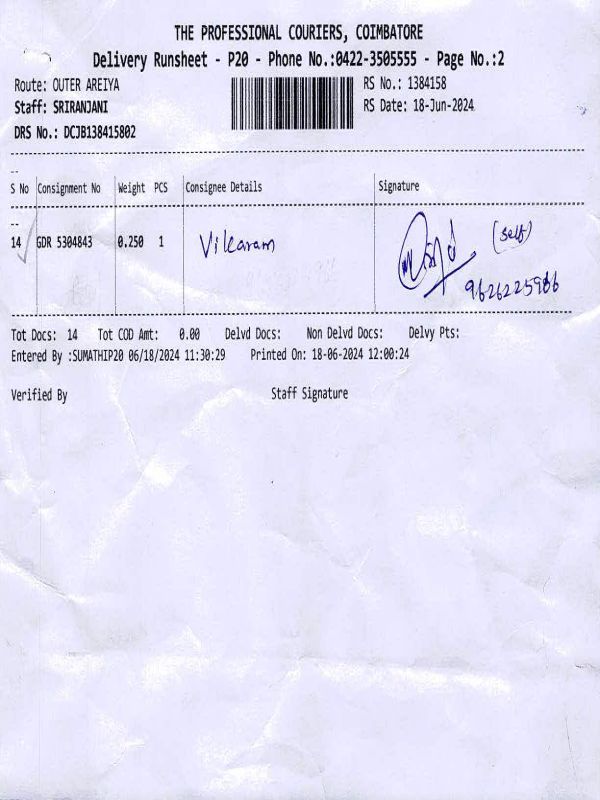 THE PROFESSIONAL COURIERS, COIMBATORE
Delivery Runsheet - P20 - Phone No.:0422-3505555 - Page No.:2
Route: OUTER AREIYA
RS No.: 1384158
Staff: SRIRANJANI
RS Date: 18-Jun-2024
DRS No.: DCJB138415802
S No Consignment No Weight PCS Consignee Details Signature
14 GDR 5304843 0.250 1 Vikaram (self)
9626225986
Tot Docs: 14 Tot COD Amt: 0.00 Delvd Docs: Non Delvd Docs: Delvy Pts:
Entered By :SUMATHIP20 06/18/2024 11:30:29 Printed On: 18-06-2024 12:00:24
Verified By Staff Signature